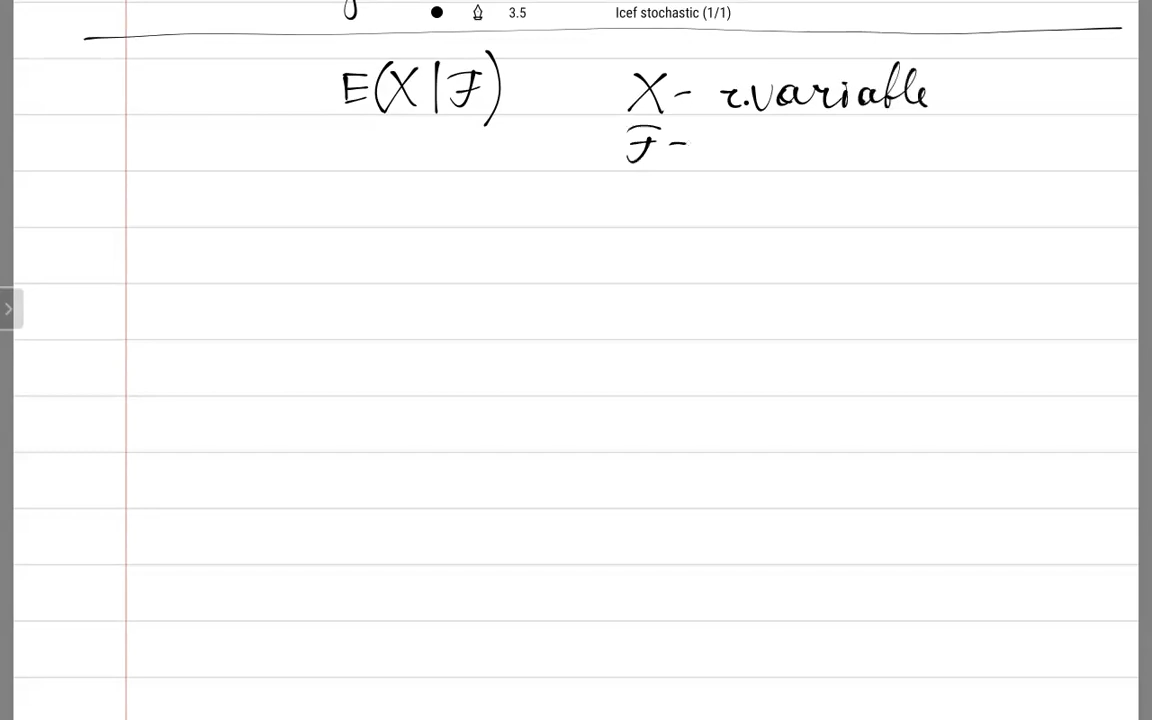 3.5 Icef stochastic (1/1)
E(X|F) X - r.variable
F -